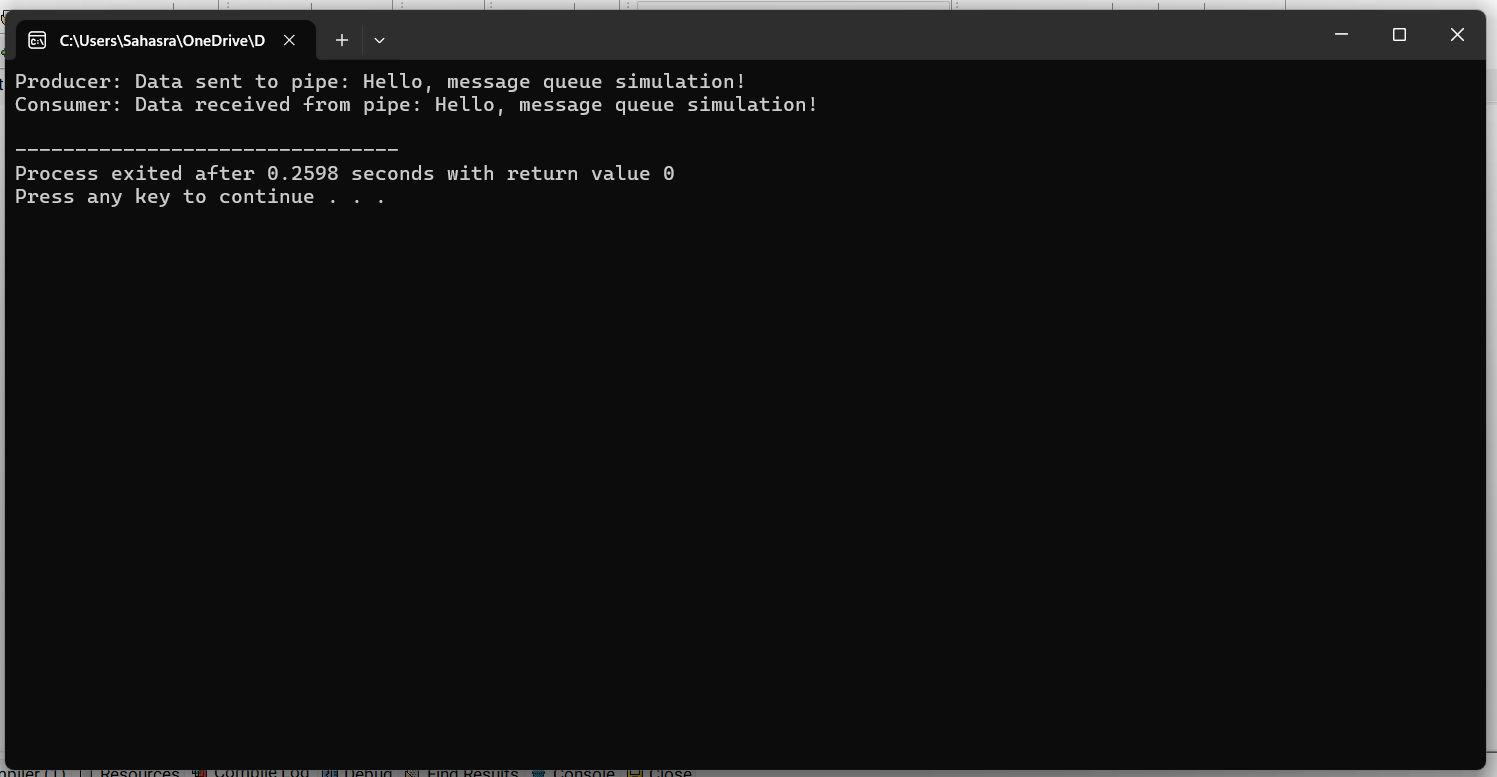 C:\Users\Sahasra\OneDrive\D
Producer: Data sent to pipe: Hello, message queue simulation!
Consumer: Data received from pipe: Hello, message queue simulation!
--------------------------------
Process exited after 0.2598 seconds with return value 0
Press any key to continue . . .
Resources Compile Log Debug Find Results Console Close